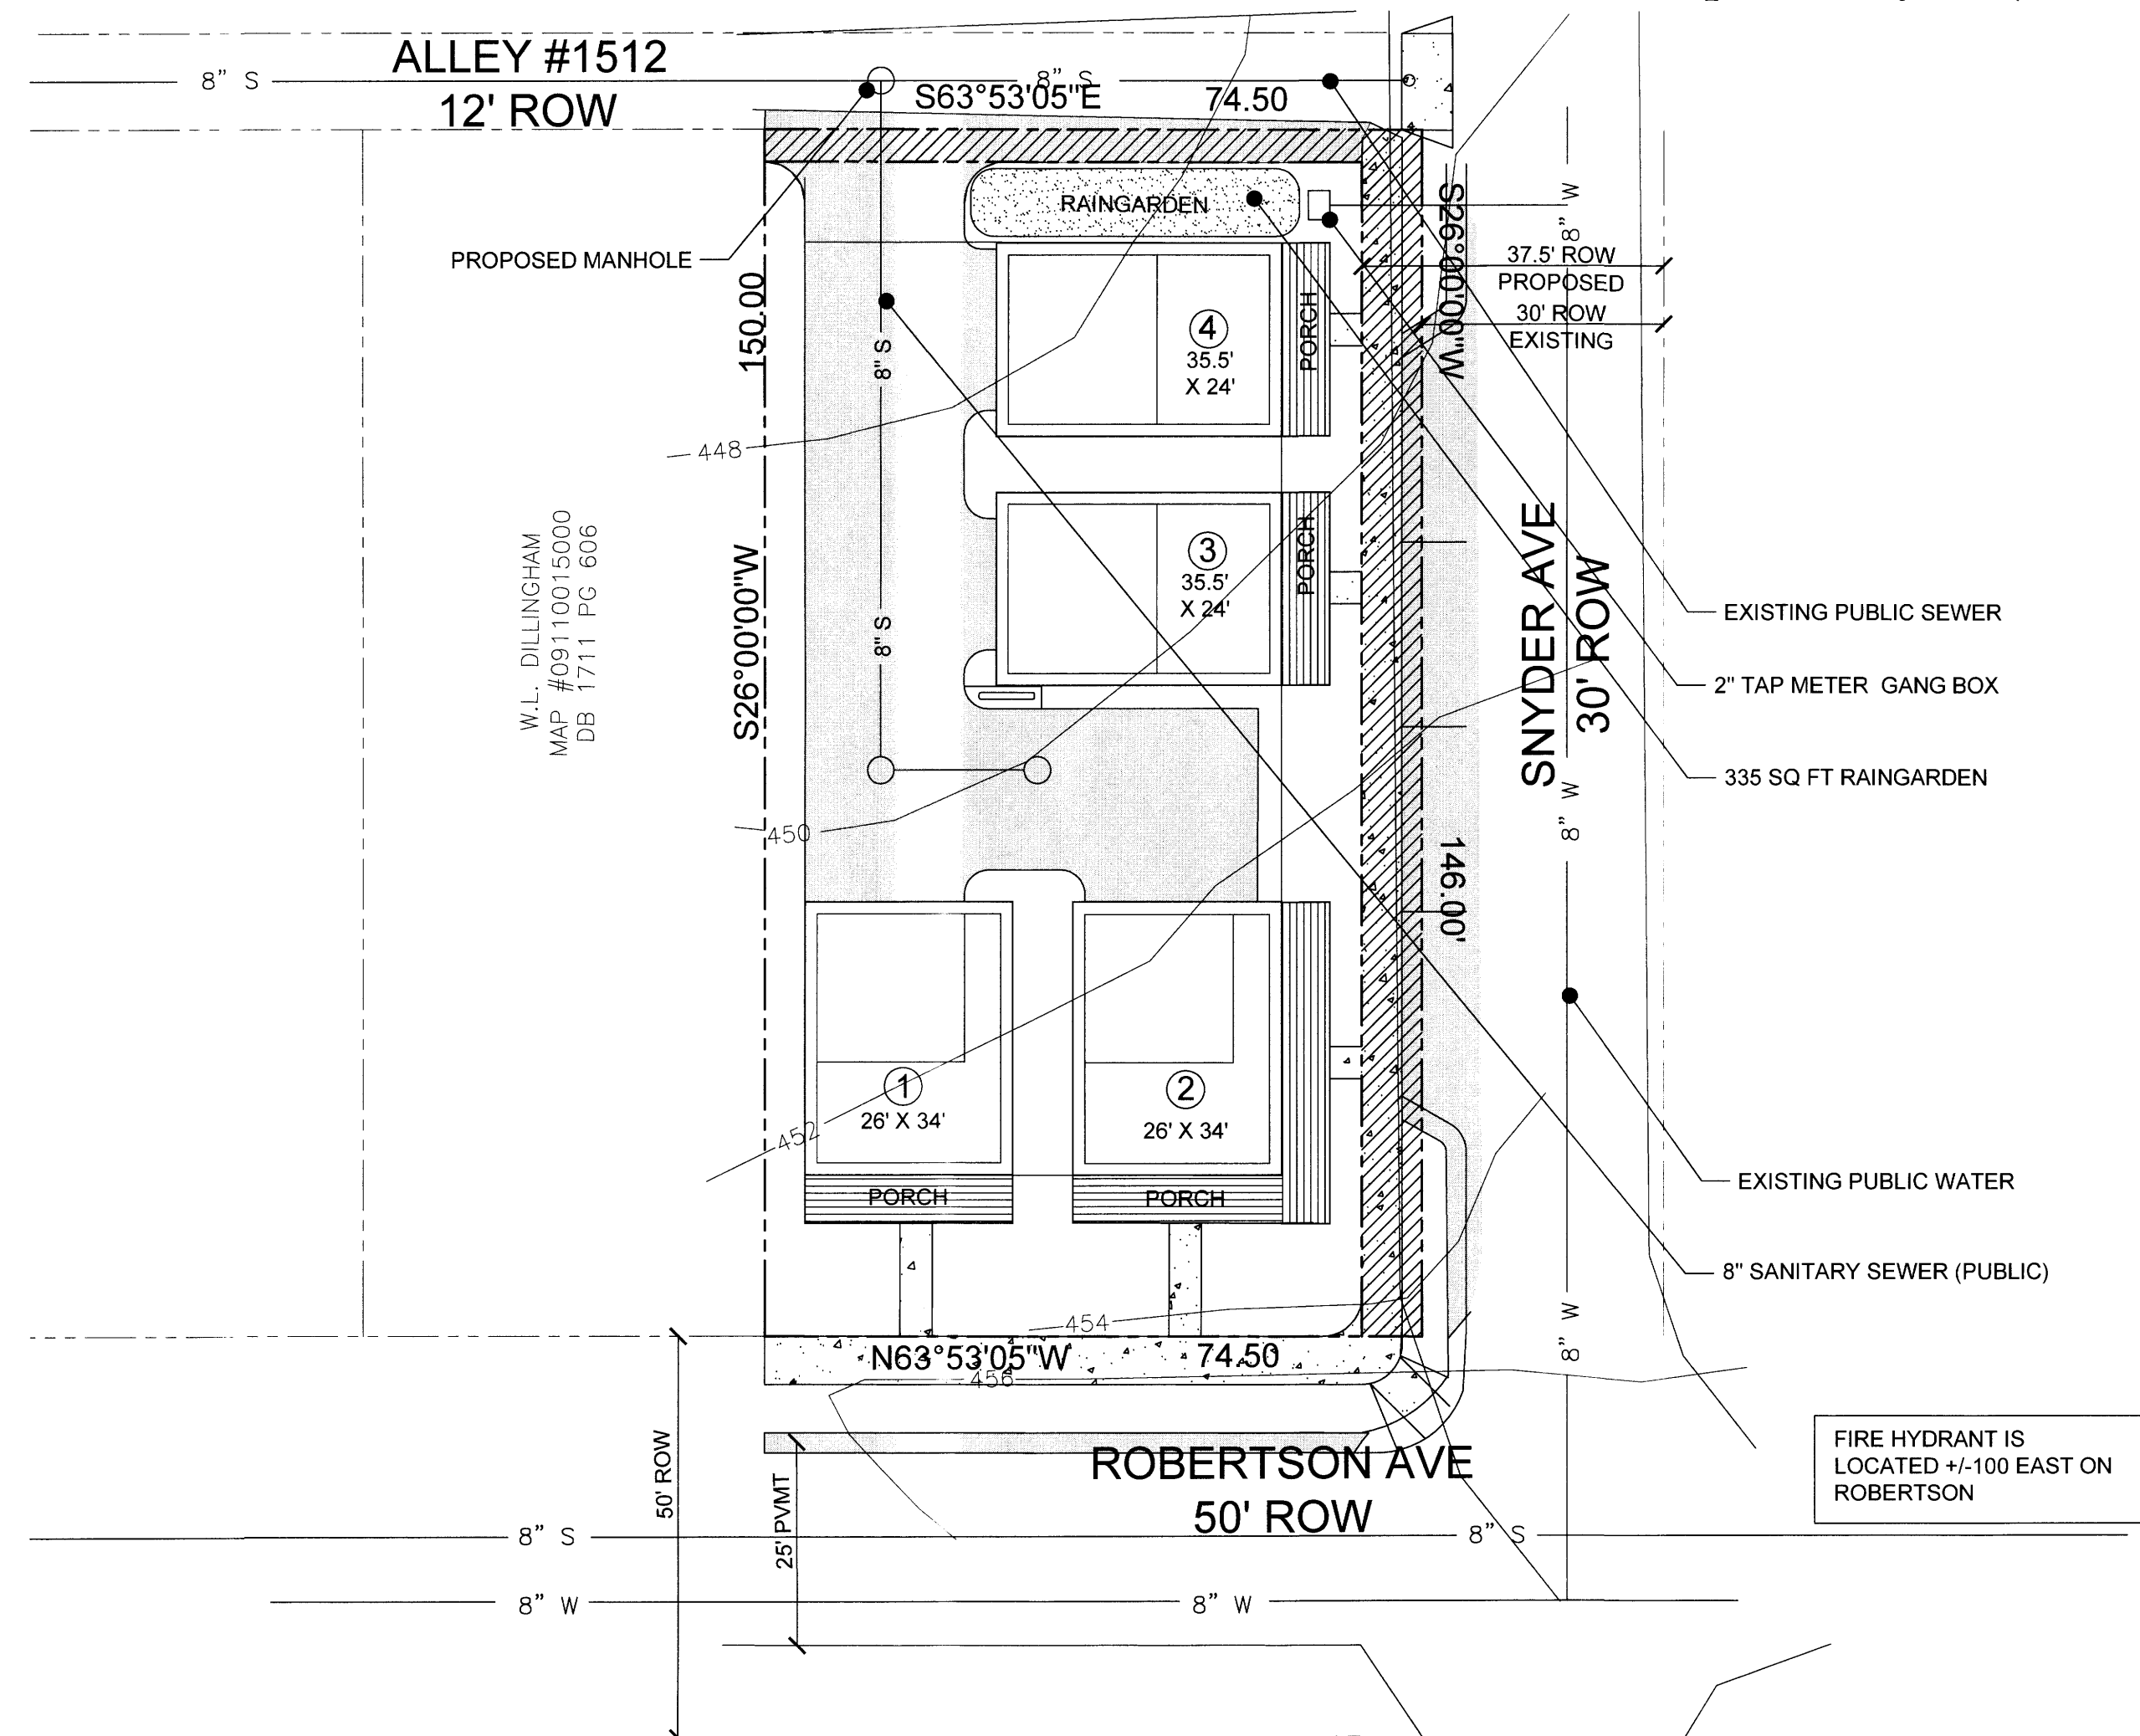 ALLEY #1512
12' ROW
8" S
8" S
S63°53'05"E
74.50
RAINGARDEN
PROPOSED MANHOLE
150.00
S26°00'00"W
8" S
8" S
S26°00'00"W
8" W
37.5' ROW
PROPOSED
30' ROW
EXISTING
4
35.5'
X 24'
PORCH
448
3
35.5'
X 24'
PORCH
W.L. DILLINGHAM
MAP #091110015000
DB 1711 PG 606
SNYDER AVE
30' ROW
EXISTING PUBLIC SEWER
2" TAP METER GANG BOX
335 SQ FT RAINGARDEN
8" W
450
146.00'
1
26' X 34'
PORCH
2
26' X 34'
PORCH
452
EXISTING PUBLIC WATER
8" SANITARY SEWER (PUBLIC)
8" W
454
N63°53'05"W
74.50
456
50' ROW
25' PVMT
ROBERTSON AVE
50' ROW
FIRE HYDRANT IS
LOCATED +/-100 EAST ON
ROBERTSON
8" S
8" S
8" W
8" W